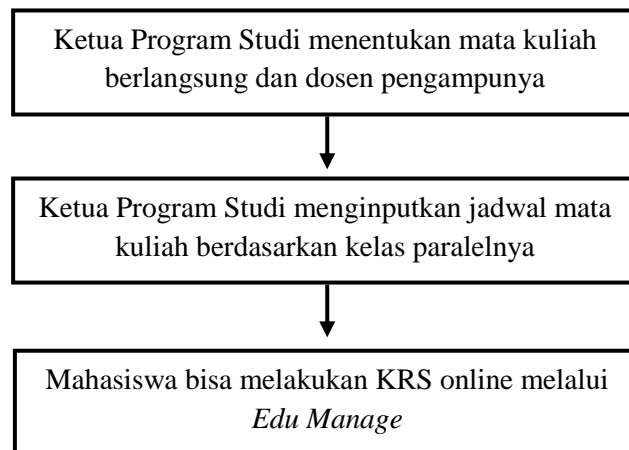 Ketua Program Studi menentukan mata kuliah
berlangsung dan dosen pengampunya
Ketua Program Studi menginputkan jadwal mata
kuliah berdasarkan kelas paralelnya
Mahasiswa bisa melakukan KRS online melalui
Edu Manage